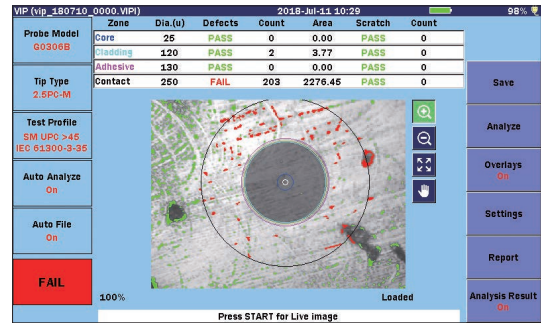 VIP (vip_180710_0000.VIPI) 2018-Jul-11 10:29 98%
Probe Model
G0306B
Tip Type
2.5PC-M
Test Profile
SM UPC >45
IEC 61300-3-35
Auto Analyze
On
Auto File
On
FAIL
Zone Dia.(u) Defects Count Area Scratch Count
Core 25 PASS 0 0.00 PASS 0
Cladding 120 PASS 2 3.77 PASS 0
Adhesive 130 PASS 0 0.00 PASS 0
Contact 250 FAIL 203 2276.45 PASS 0
100% Loaded
Press START for Live image
Save
Analyze
Overlays
On
Settings
Report
Analysis Result
On